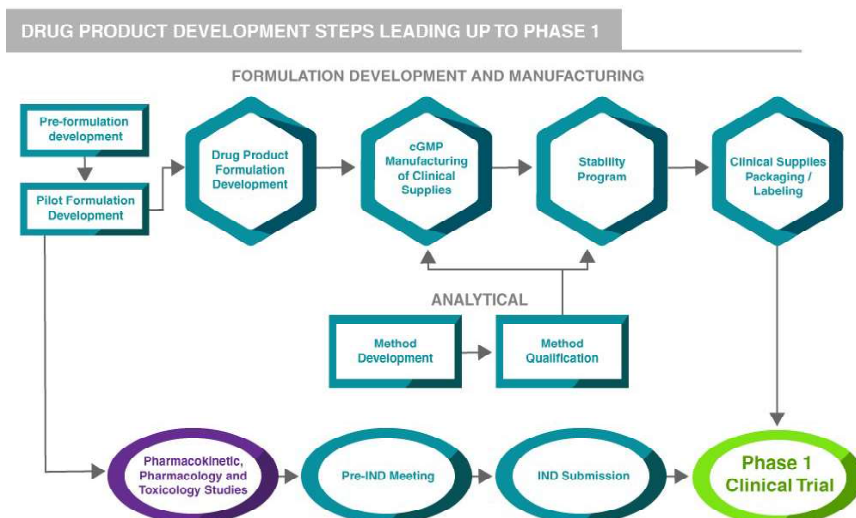 DRUG PRODUCT DEVELOPMENT STEPS LEADING UP TO PHASE 1
FORMULATION DEVELOPMENT AND MANUFACTURING
Pre-formulation
development
Pilot Formulation
Development
Drug Product
Formulation
Development
cGMP
Manufacturing
of Clinical
Supplies
Stability
Program
Clinical Supplies
Packaging /
Labeling
ANALYTICAL
Method
Development
Method
Qualification
Pharmacokinetic,
Pharmacology and
Toxicology Studies
Pre-IND Meeting
IND Submission
Phase 1
Clinical Trial